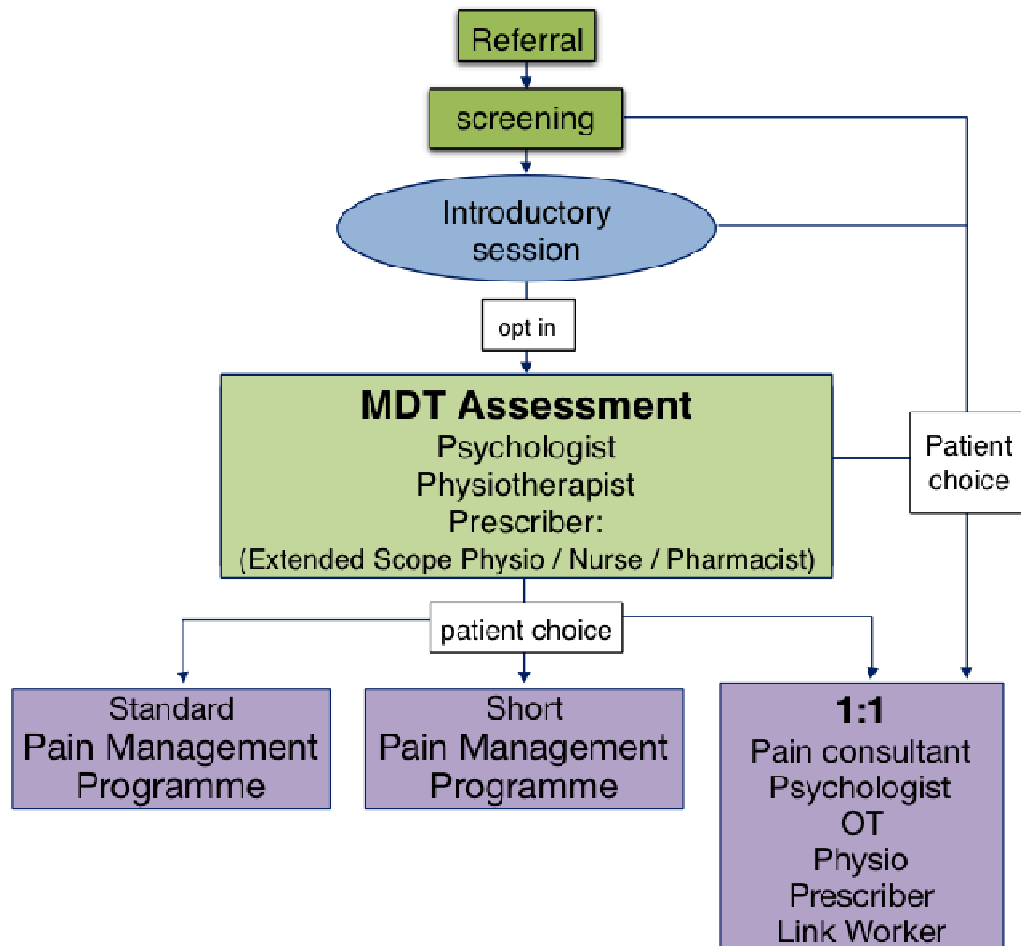 Referral
screening
Introductory
session
opt in
MDT Assessment
Psychologist
Physiotherapist
Prescriber:
(Extended Scope Physio / Nurse / Pharmacist)
Patient
choice
patient choice
Standard
Pain Management
Programme
Short
Pain Management
Programme
1:1
Pain consultant
Psychologist
OT
Physio
Prescriber
Link Worker